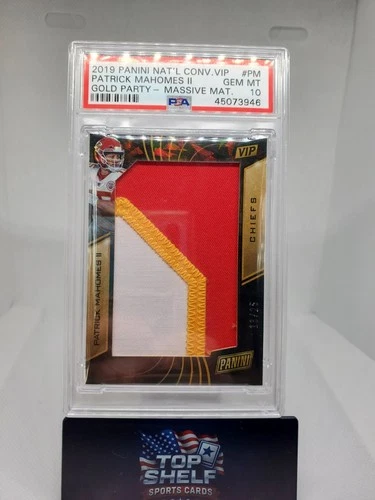 2019 PANINI NAT'L CONV.VIP #PM
PATRICK MAHOMES II GEM MT
GOLD PARTY - MASSIVE MAT. 10
PSA 45073946
VIP
CHIEFS
PATRICK MAHOMES II
PANINI
TOP
SHELF
SPORTS CARDS